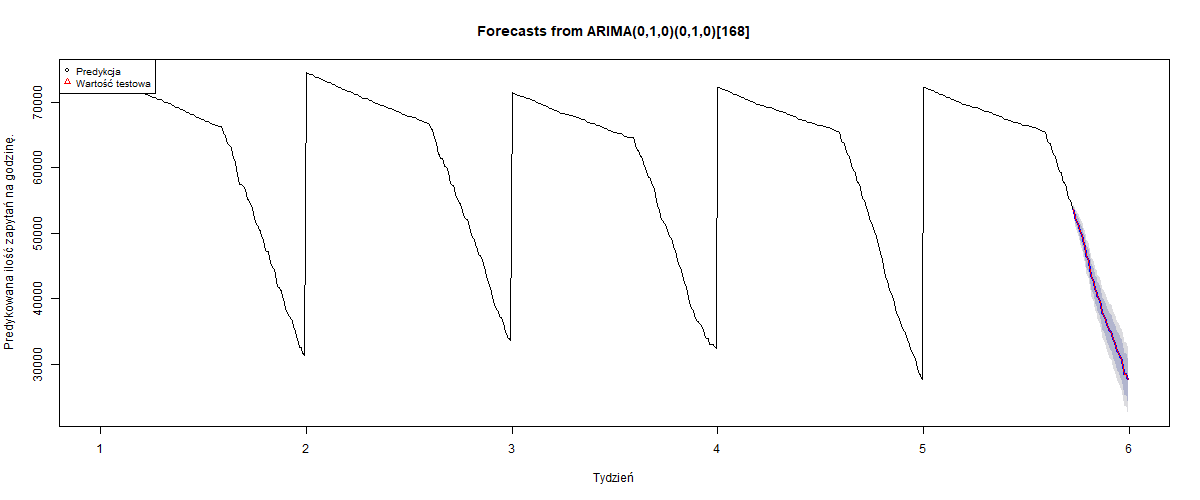 Forecasts from ARIMA(0,1,0)(0,1,0)[168]
Predykcja
Wartość testowa
Predykowana ilość zapytań na godzinę.
70000
60000
50000
40000
30000
1 2 3 4 5 6
Tydzień